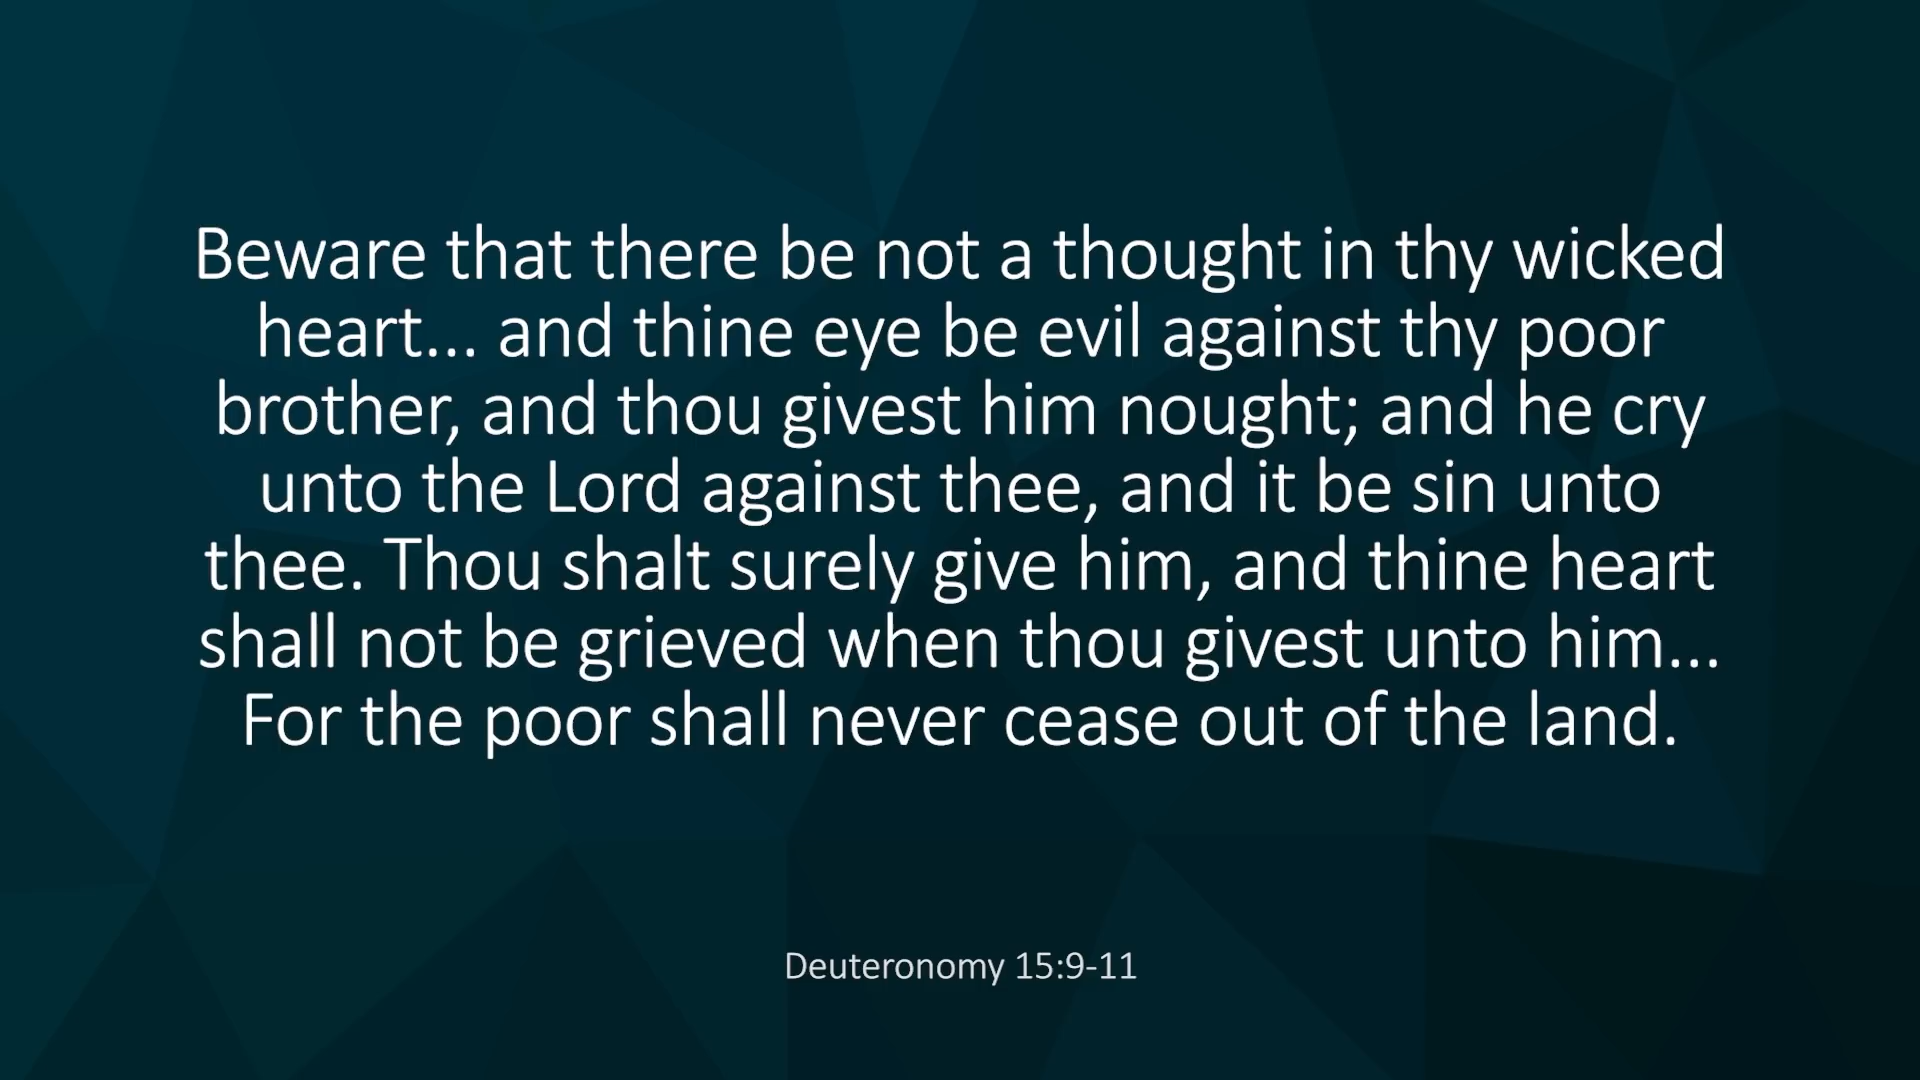 Beware that there be not a thought in thy wicked
heart... and thine eye be evil against thy poor
brother, and thou givest him nought; and he cry
unto the Lord against thee, and it be sin unto
thee. Thou shalt surely give him, and thine heart
shall not be grieved when thou givest unto him...
For the poor shall never cease out of the land.
Deuteronomy 15:9-11